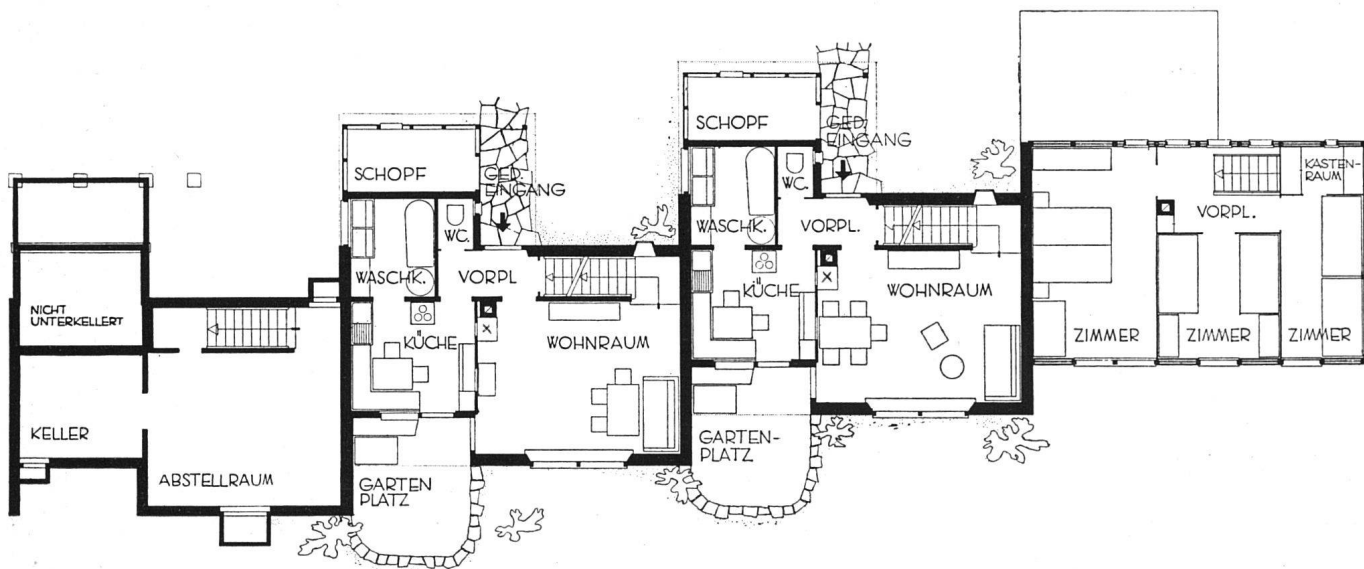 NICHT
UNTERKELLERT
KELLER
ABSTELLRAUM
SCHOPF
GED.
EINGANG
WASCHK.
WC.
VORPL
KÜCHE
WOHNRAUM
GARTEN
PLATZ
SCHOPF
GED.
EINGANG
WASCHK.
WC.
VORPL.
KÜCHE
WOHNRAUM
GARTEN-
PLATZ
KASTEN-
RAUM
VORPL.
ZIMMER
ZIMMER
ZIMMER